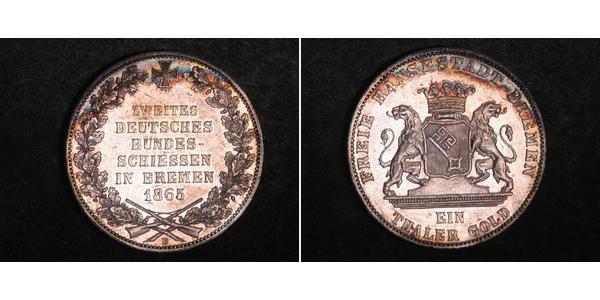 ZWEITES
DEUTSCHES
BUNDES-
SCHIESSEN
IN BREMEN
1865
B
FREIE HANSESTADT BREMEN
EIN
THALER GOLD